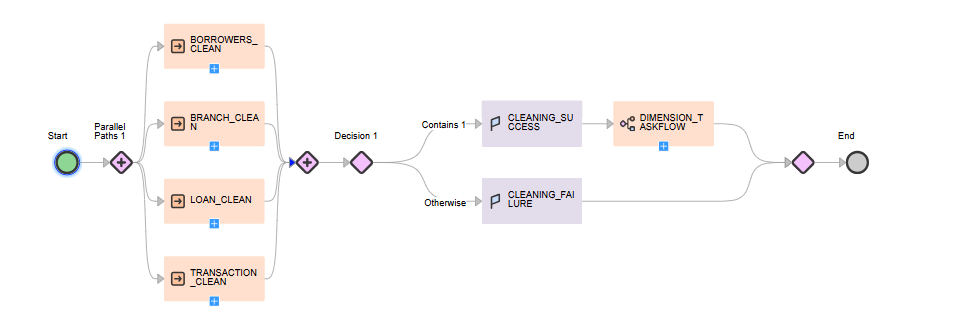 Start
Parallel
Paths 1
BORROWERS_
CLEAN
BRANCH_CLEA
N
LOAN_CLEAN
TRANSACTION
_CLEAN
Decision 1
Contains 1
Otherwise
CLEANING_SU
CCESS
CLEANING_FAI
LURE
DIMENSION_T
ASKFLOW
End